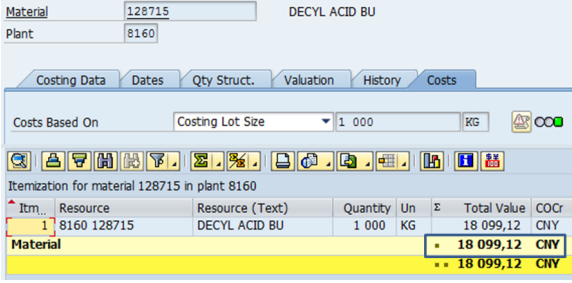 Material 128715 DECYL ACID BU
Plant 8160
Costing Data Dates Qty Struct. Valuation History Costs
Costs Based On Costing Lot Size 1 000 KG
Itemization for material 128715 in plant 8160
Itm... Resource Resource (Text) Quantity Un Σ Total Value COCr
1 8160 128715 DECYL ACID BU 1 000 KG 18 099,12 CNY
Material ▪ 18 099,12 CNY
▪▪ 18 099,12 CNY